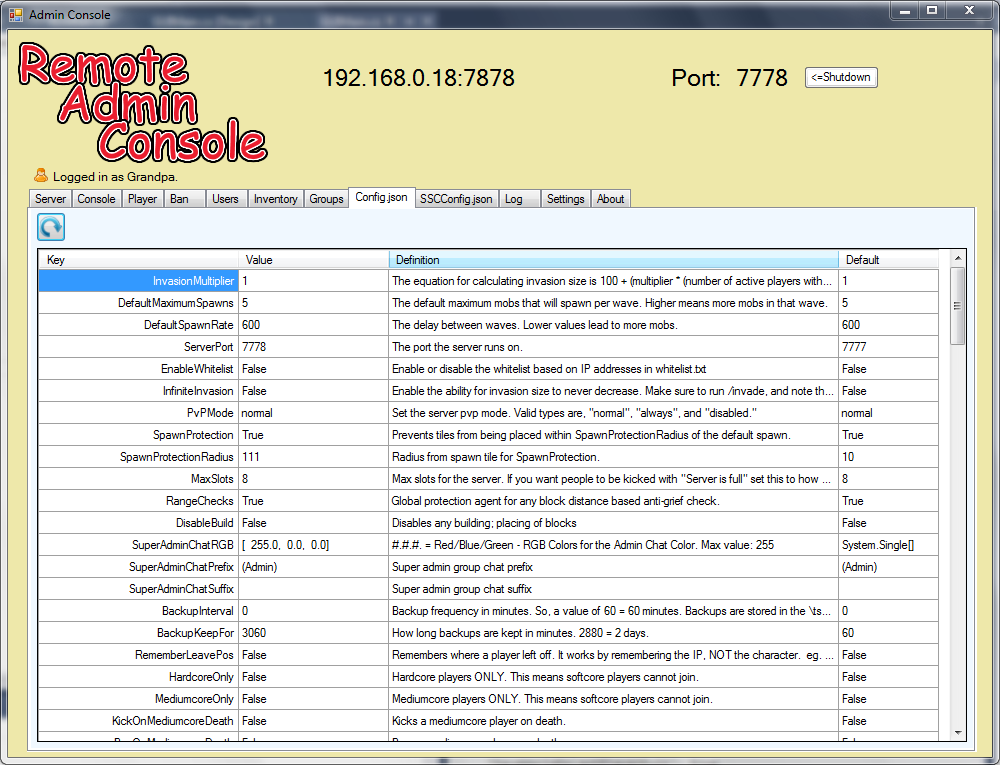 Admin Console
Remote
Admin
Console
192.168.0.18:7878
Port: 7778 <=Shutdown
Logged in as Grandpa.
Server Console Player Ban Users Inventory Groups Config.json SSCConfig.json Log Settings About
Key Value Definition Default
InvasionMultiplier 1 The equation for calculating invasion size is 100 + (multiplier * (number of active players with... 1
DefaultMaximumSpawns 5 The default maximum mobs that will spawn per wave. Higher means more mobs in that wave. 5
DefaultSpawnRate 600 The delay between waves. Lower values lead to more mobs. 600
ServerPort 7778 The port the server runs on. 7777
EnableWhitelist False Enable or disable the whitelist based on IP addresses in whitelist.txt False
InfiniteInvasion False Enable the ability for invasion size to never decrease. Make sure to run /invade, and note th... False
PvPMode normal Set the server pvp mode. Valid types are, "normal", "always", and "disabled." normal
SpawnProtection True Prevents tiles from being placed within SpawnProtectionRadius of the default spawn. True
SpawnProtectionRadius 111 Radius from spawn tile for SpawnProtection. 10
MaxSlots 8 Max slots for the server. If you want people to be kicked with "Server is full" set this to how ... 8
RangeChecks True Global protection agent for any block distance based anti-grief check. True
DisableBuild False Disables any building; placing of blocks False
SuperAdminChatRGB [ 255.0, 0.0, 0.0] #.#.#. = Red/Blue/Green - RGB Colors for the Admin Chat Color. Max value: 255 System.Single[]
SuperAdminChatPrefix (Admin) Super admin group chat prefix (Admin)
SuperAdminChatSuffix Super admin group chat suffix
BackupInterval 0 Backup frequency in minutes. So, a value of 60 = 60 minutes. Backups are stored in the \ts... 0
BackupKeepFor 3060 How long backups are kept in minutes. 2880 = 2 days. 60
RememberLeavePos False Remembers where a player left off. It works by remembering the IP, NOT the character. eg. ... False
HardcoreOnly False Hardcore players ONLY. This means softcore players cannot join. False
MediumcoreOnly False Mediumcore players ONLY. This means softcore players cannot join. False
KickOnMediumcoreDeath False Kicks a mediumcore player on death. False